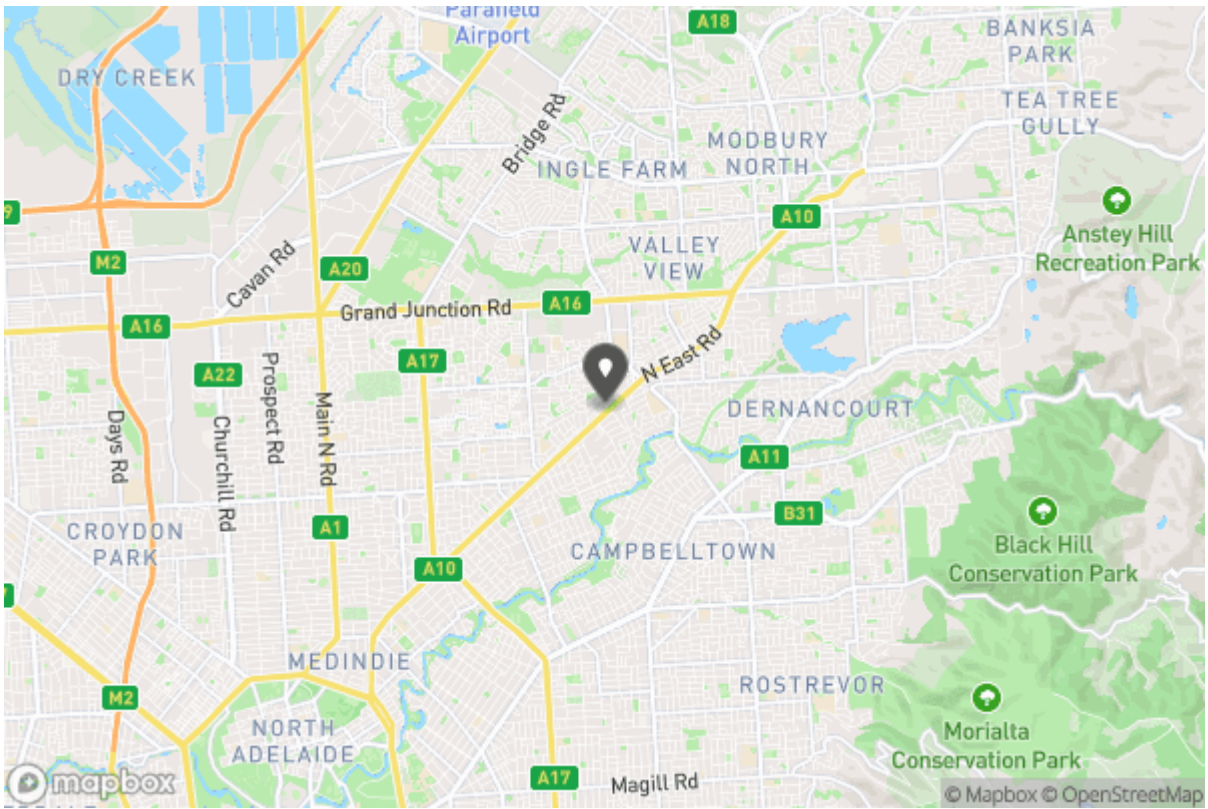 Parafield
Airport
A18
BANKSIA
PARK
DRY CREEK
TEA TREE
GULLY
Bridge Rd
MODBURY
NORTH
INGLE FARM
9
A10
Anstey Hill
Recreation Park
VALLEY
VIEW
M2
Cavan Rd
A20
A16
Grand Junction Rd
A16
A22
Prospect Rd
A17
N East Rd
Days Rd
Churchill Rd
Main N Rd
DERNANCOURT
A11
CROYDON
PARK
A1
B31
Black Hill
Conservation Park
CAMPBELLTOWN
A10
7
MEDINDIE
ROSTREVOR
M2
NORTH
ADELAIDE
Morialta
Conservation Park
A17
Magill Rd
mapbox
© Mapbox © OpenStreetMap